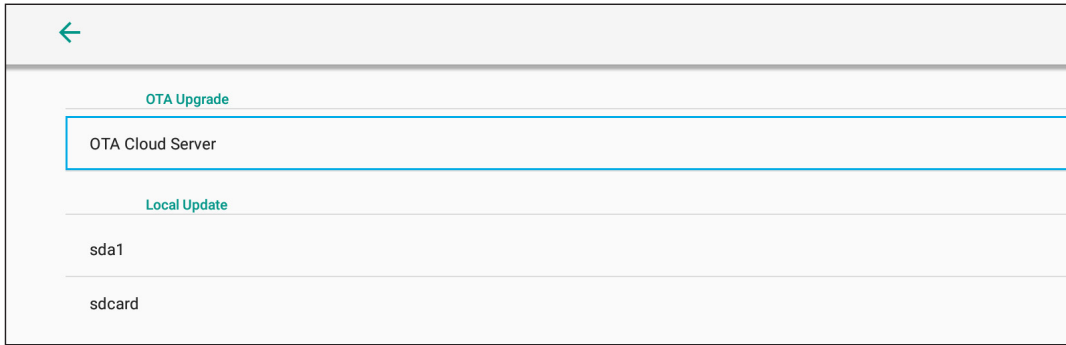 OTA Upgrade
OTA Cloud Server
Local Update
sda1
sdcard